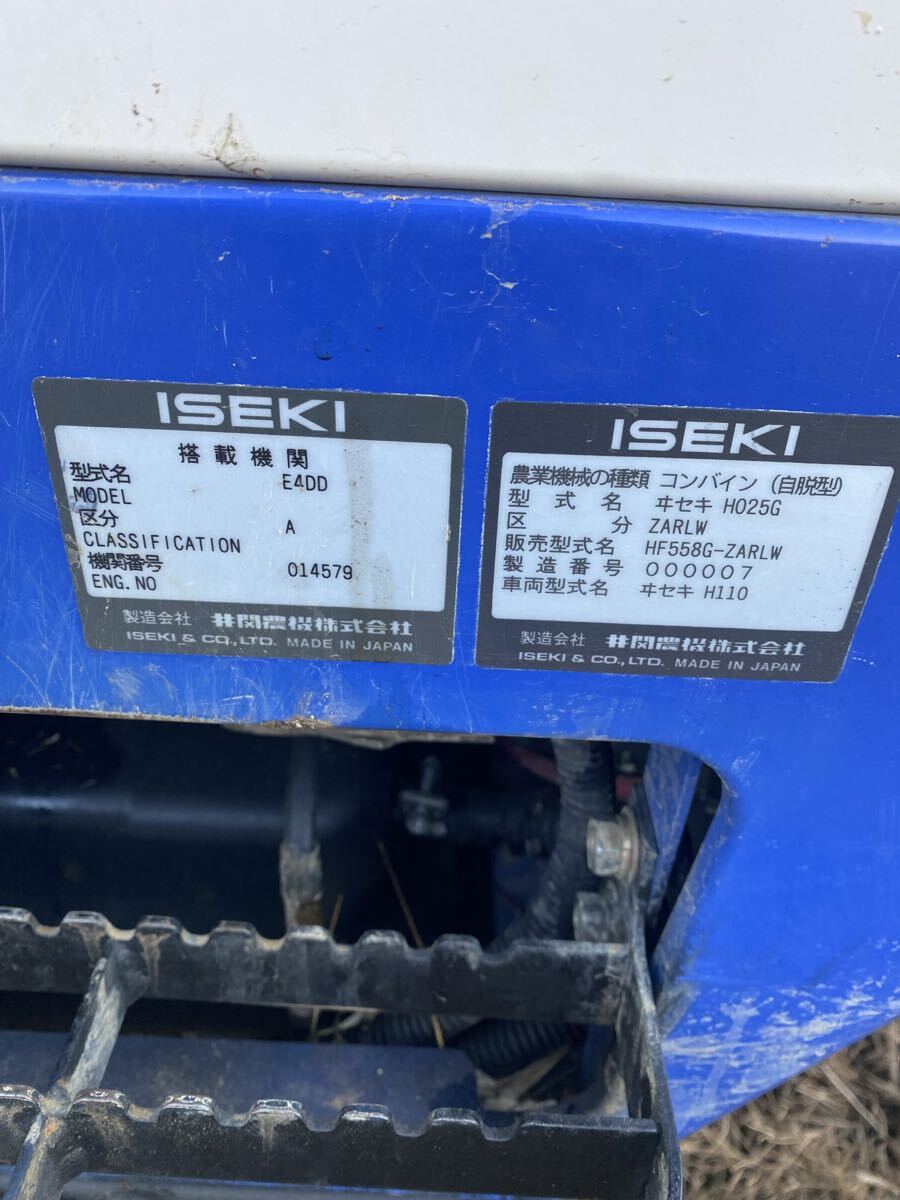 ISEKI
搭載機関
型式名 E4DD
MODEL
区分 A
CLASSIFICATION
機関番号 014579
ENG.NO
製造会社 井関農機株式会社
ISEKI & CO., LTD. MADE IN JAPAN
ISEKI
農業機械の種類 コンバイン (自脱型)
型式名 ヰセキ HO25G
区分 ZARLW
販売型式名 HF558G-ZARLW
製造番号 000007
車両型式名 ヰセキ H110
製造会社 井関農機株式会社
ISEKI & CO., LTD. MADE IN JAPAN